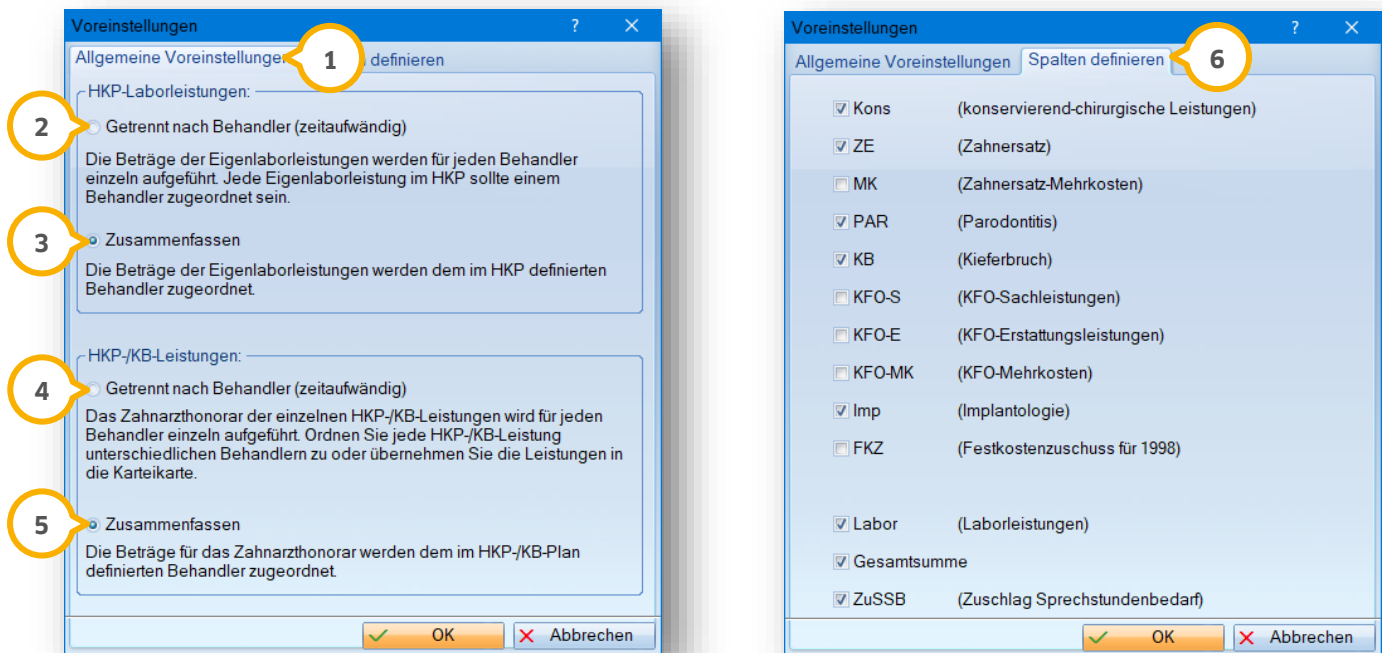 Voreinstellungen ? ×
Allgemeine Voreinstellungen 1 definieren
HKP-Laborleistungen:
2 Getrennt nach Behandler (zeitaufwändig)
Die Beträge der Eigenlaborleistungen werden für jeden Behandler
einzeln aufgeführt. Jede Eigenlaborleistung im HKP sollte einem
Behandler zugeordnet sein.
3 Zusammenfassen
Die Beträge der Eigenlaborleistungen werden dem im HKP definierten
Behandler zugeordnet.
HKP-/KB-Leistungen:
4 Getrennt nach Behandler (zeitaufwändig)
Das Zahnarzthonorar der einzelnen HKP-/KB-Leistungen wird für jeden
Behandler einzeln aufgeführt. Ordnen Sie jede HKP-/KB-Leistung
unterschiedlichen Behandlern zu oder übernehmen Sie die Leistungen in
die Karteikarte.
5 Zusammenfassen
Die Beträge für das Zahnarzthonorar werden dem im HKP-/KB-Plan
definierten Behandler zugeordnet.
OK Abbrechen
Voreinstellungen ? ×
Allgemeine Voreinstellungen Spalten definieren 6
Kons (konservierend-chirurgische Leistungen)
ZE (Zahnersatz)
MK (Zahnersatz-Mehrkosten)
PAR (Parodontitis)
KB (Kieferbruch)
KFO-S (KFO-Sachleistungen)
KFO-E (KFO-Erstattungsleistungen)
KFO-MK (KFO-Mehrkosten)
Imp (Implantologie)
FKZ (Festkostenzuschuss für 1998)
Labor (Laborleistungen)
Gesamtsumme
ZuSSB (Zuschlag Sprechstundenbedarf)
OK Abbrechen